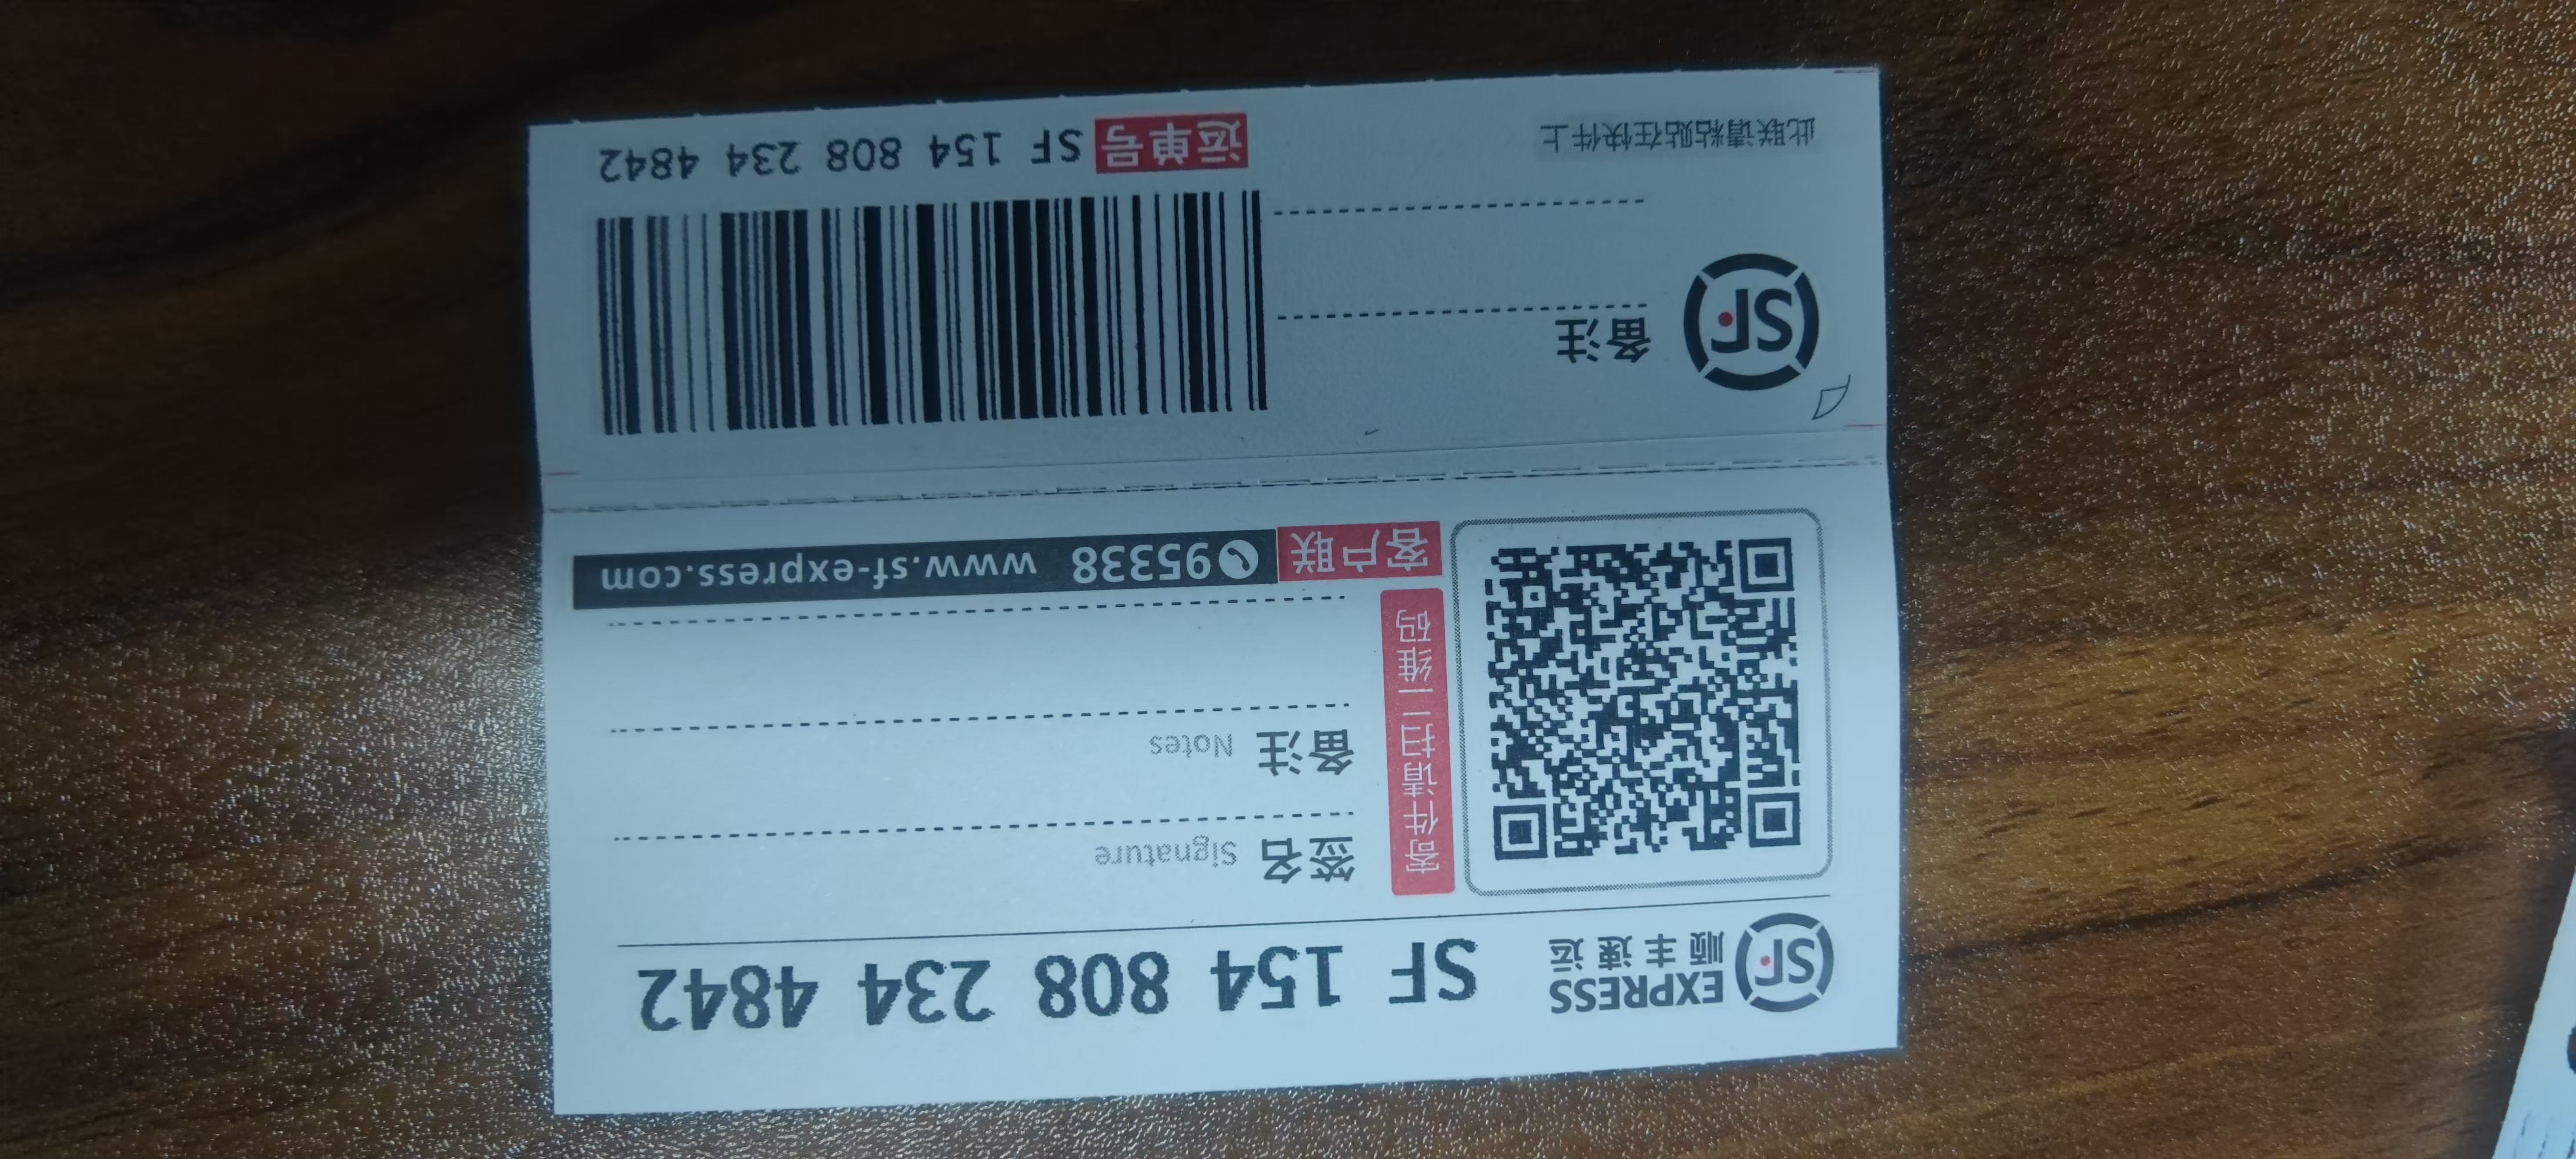 SF EXPRESS
顺丰速运
SF 154 808 234 4842
签名 Signature
备注 Notes
寄件请扫二维码
客户联 95338 www.sf-express.com
SF
备注
此联请粘贴在快件上
运单号 SF 154 808 234 4842